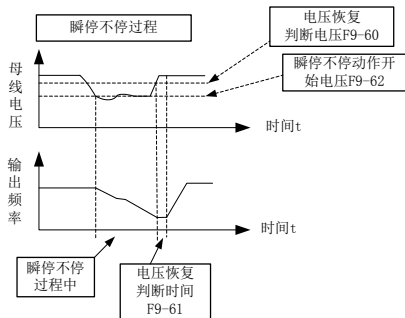 瞬停不停过程
电压恢复
判断电压F9-60
瞬停不停动作开
始电压F9-62
母
线
电
压
时间t
输
出
频
率
时间t
瞬停不停
过程中
电压恢复
判断时间
F9-61